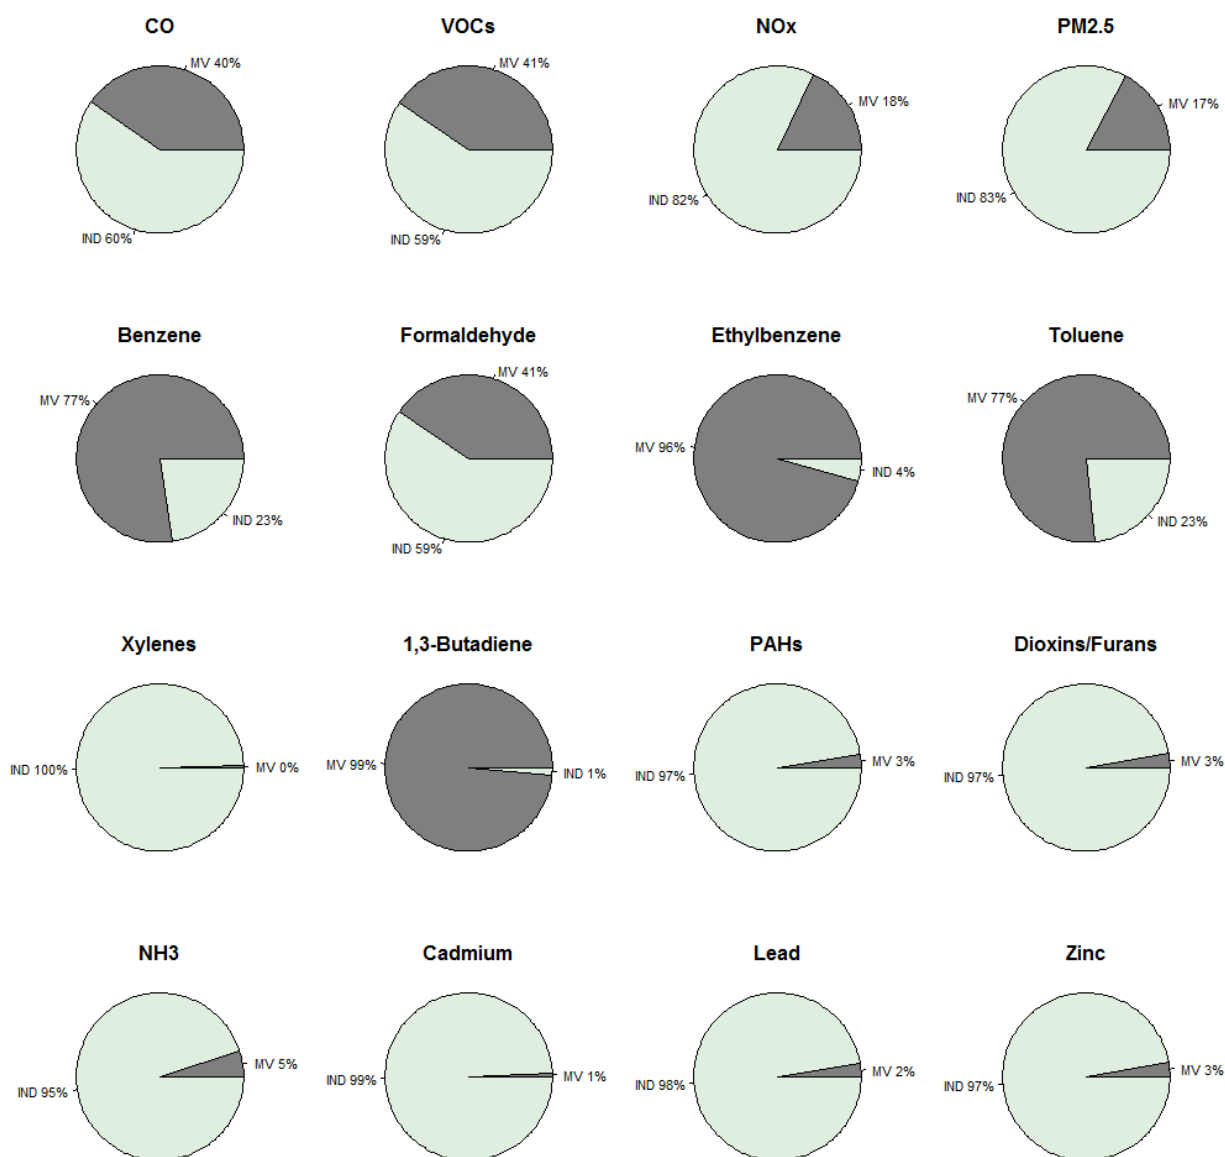 CO
MV 40%
IND 60%
VOCs
MV 41%
IND 59%
NOx
MV 18%
IND 82%
PM2.5
MV 17%
IND 83%
Benzene
MV 77%
IND 23%
Formaldehyde
MV 41%
IND 59%
Ethylbenzene
MV 96%
IND 4%
Toluene
MV 77%
IND 23%
Xylenes
IND 100%
MV 0%
1,3-Butadiene
MV 99%
IND 1%
PAHs
MV 3%
IND 97%
Dioxins/Furans
MV 3%
IND 97%
NH3
MV 5%
IND 95%
Cadmium
MV 1%
IND 99%
Lead
MV 2%
IND 98%
Zinc
MV 3%
IND 97%